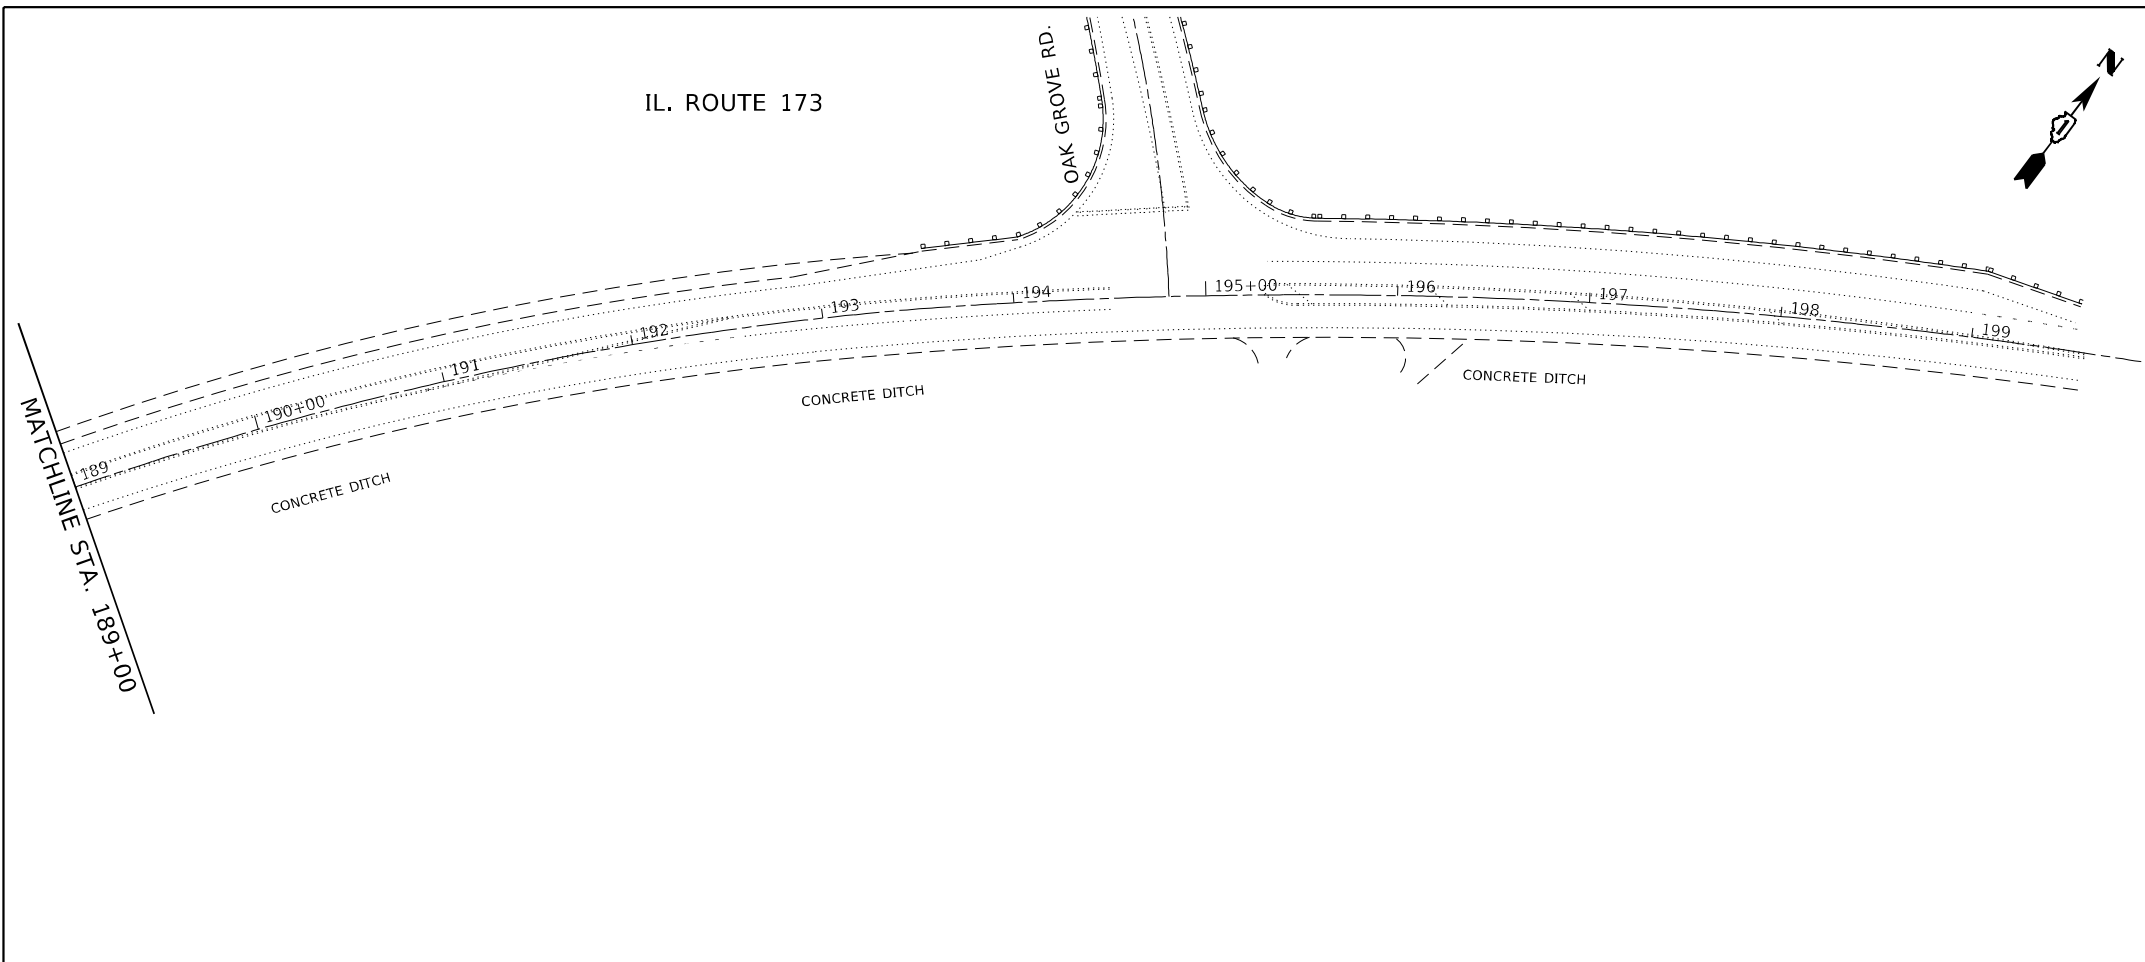 IL. ROUTE 173
OAK GROVE RD.
N
MATCHLINE STA. 189+00
189
190+00
191
192
193
194
195+00
196
197
198
199
CONCRETE DITCH
CONCRETE DITCH
CONCRETE DITCH